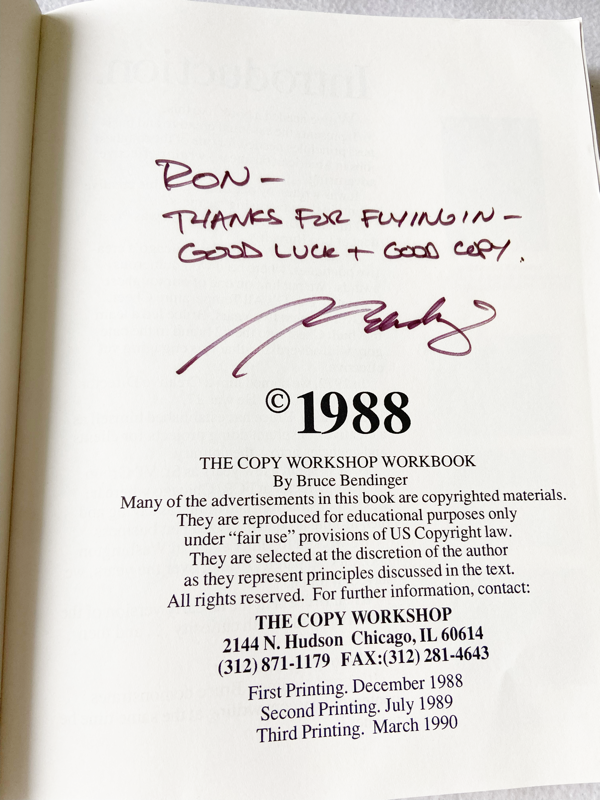 RON –
THANKS FOR FLYING IN –
GOOD LUCK + GOOD COPY.
© 1988
THE COPY WORKSHOP WORKBOOK
By Bruce Bendinger
Many of the advertisements in this book are copyrighted materials.
They are reproduced for educational purposes only
under “fair use” provisions of US Copyright law.
They are selected at the discretion of the author
as they represent principles discussed in the text.
All rights reserved. For further information, contact:
THE COPY WORKSHOP
2144 N. Hudson Chicago, IL 60614
(312) 871-1179 FAX:(312) 281-4643
First Printing. December 1988
Second Printing. July 1989
Third Printing. March 1990